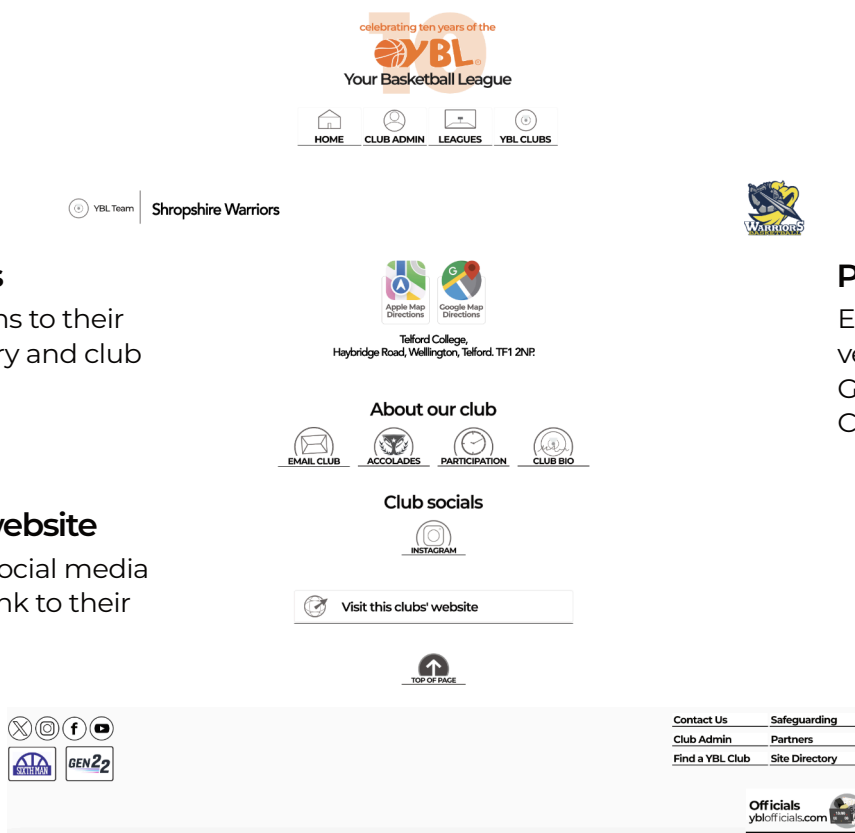 celebrating ten years of the
YBL
Your Basketball League
HOME
CLUB ADMIN
LEAGUES
YBL CLUBS
YBL Team
Shropshire Warriors
WARRIORS
BASKETBALL
s
ns to their
ry and club
Apple Map
Directions
Google Map
Directions
Telford College,
Haybridge Road, Welllington, Telford. TF1 2NP.
P
E
ve
G
C
About our club
EMAIL CLUB
ACCOLADES
PARTICIPATION
CLUB BIO
Club socials
INSTAGRAM
vebsite
ocial media
nk to their
Visit this clubs' website
TOP OF PAGE
SIXTH MAN
GEN22
Contact Us
Safeguarding
Club Admin
Partners
Find a YBL Club
Site Directory
Officials
yblofficials.com